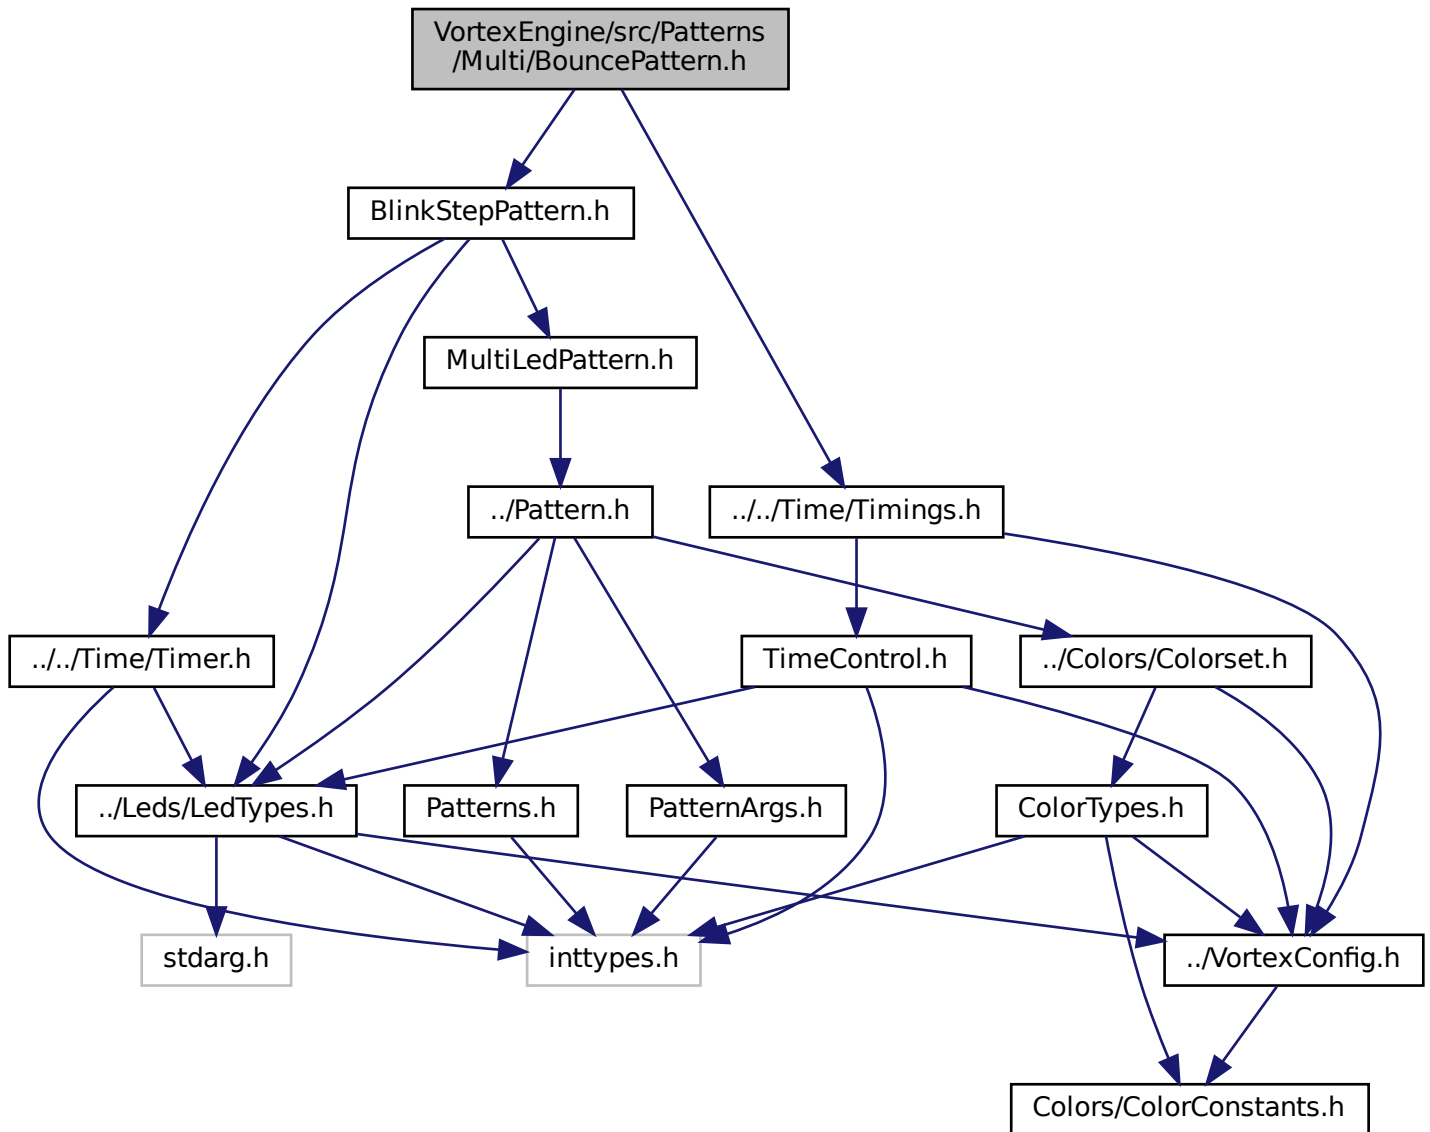 VortexEngine/src/Patterns
/Multi/BouncePattern.h
BlinkStepPattern.h
MultiLedPattern.h
../Pattern.h
../../Time/Timings.h
../../Time/Timer.h
TimeControl.h
../Colors/Colorset.h
../Leds/LedTypes.h
Patterns.h
PatternArgs.h
ColorTypes.h
stdarg.h
inttypes.h
../VortexConfig.h
Colors/ColorConstants.h